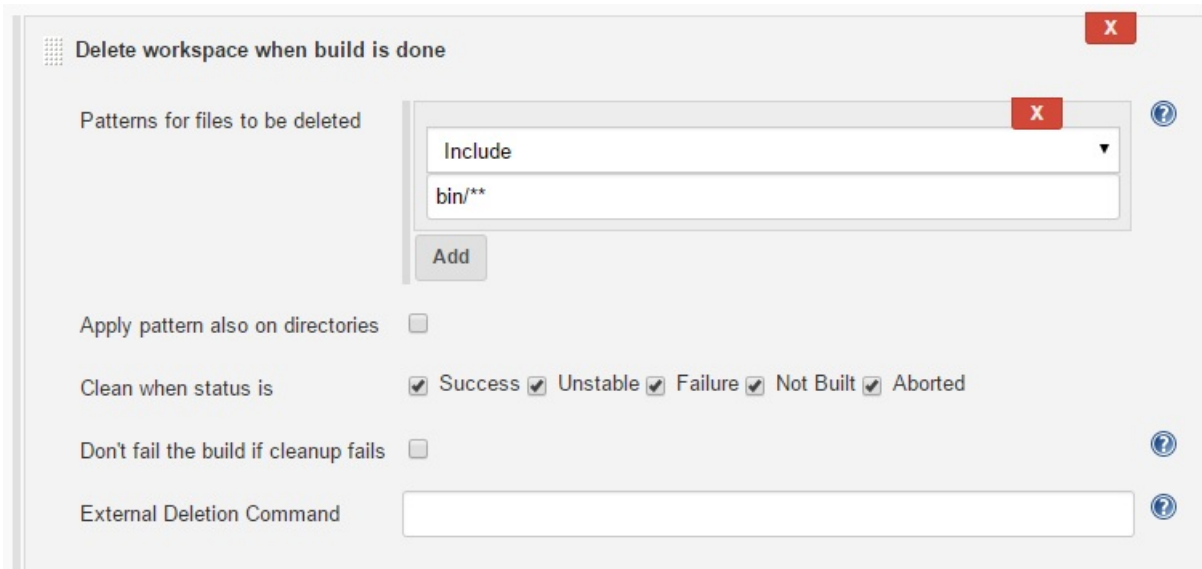 X
Delete workspace when build is done
Patterns for files to be deleted
X
?
Include
bin/**
Add
Apply pattern also on directories
Clean when status is Success Unstable Failure Not Built Aborted
Don't fail the build if cleanup fails ?
External Deletion Command ?